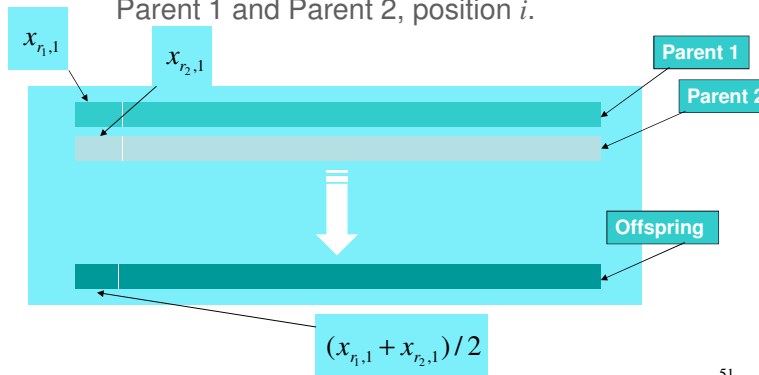 Parent 1 and Parent 2, position i.
x_{r_1,1}
x_{r_2,1}
Parent 1
Parent 2
Offspring
(x_{r_1,1} + x_{r_2,1}) / 2
51